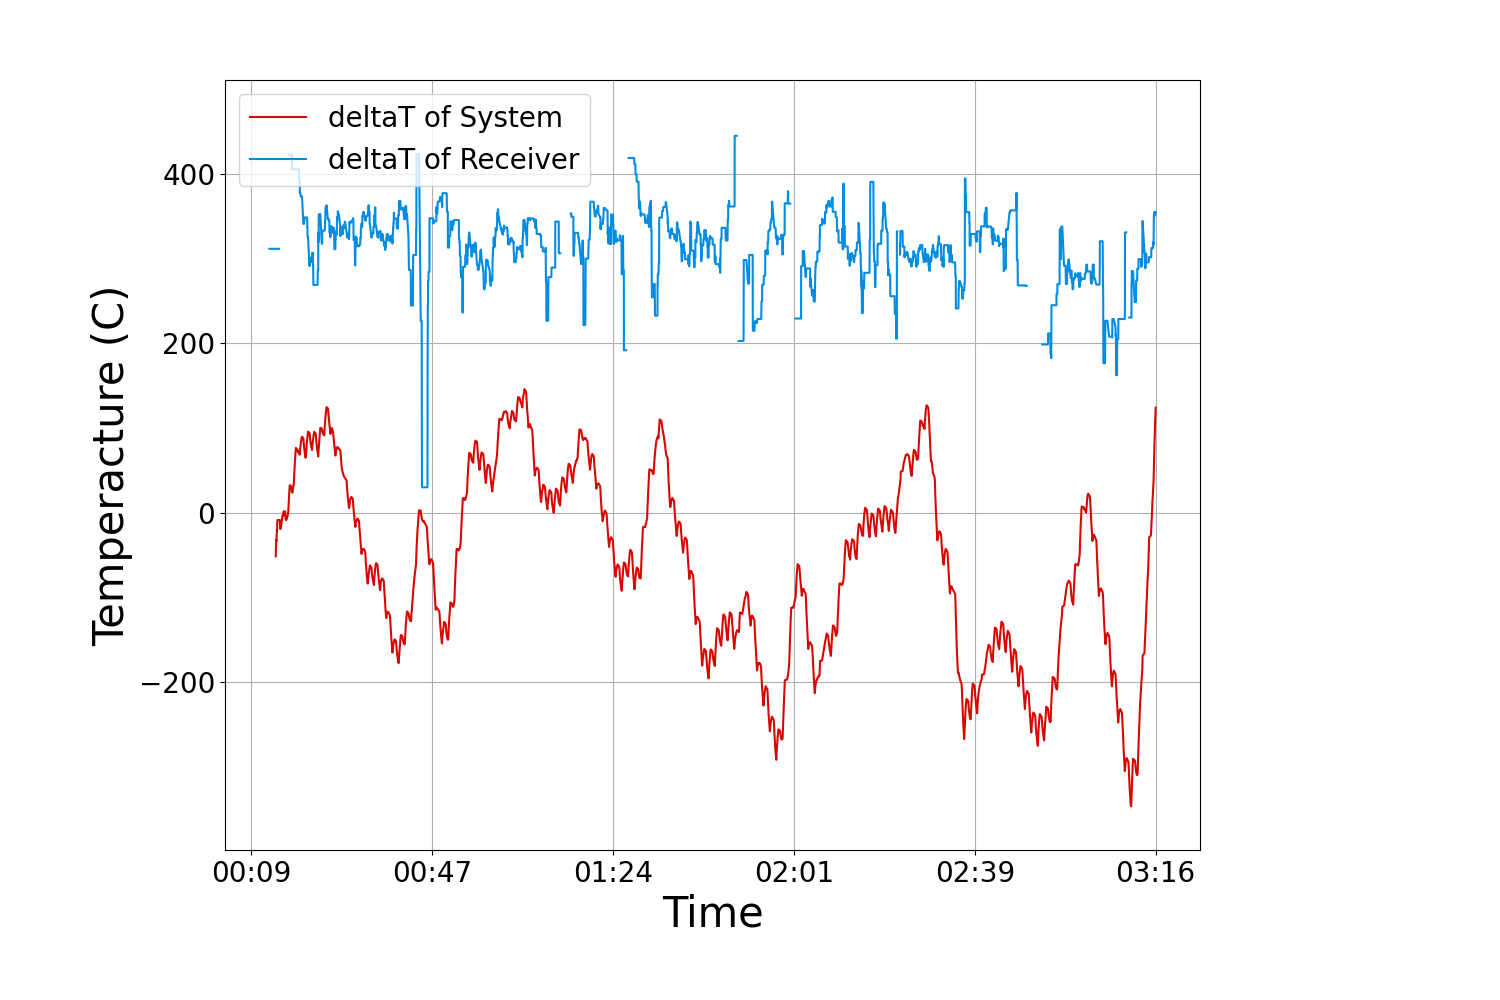 deltaT of System
deltaT of Receiver
Temperacture (C)
400
200
0
−200
00:09 00:47 01:24 02:01 02:39 03:16
Time